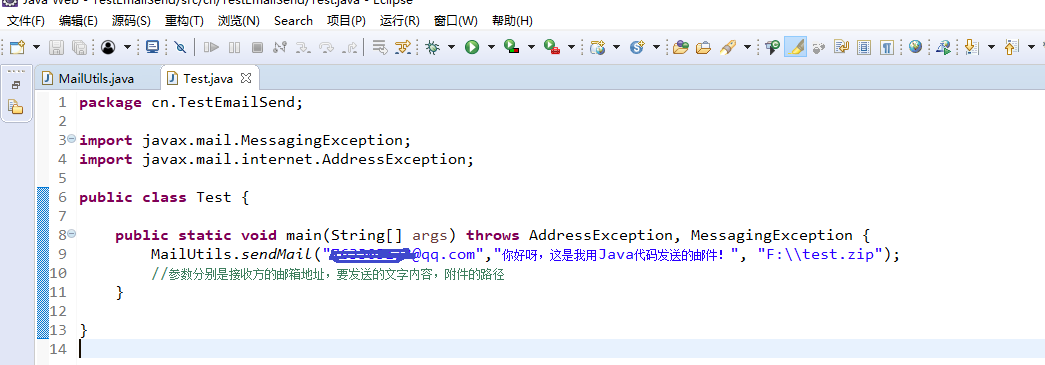 Java Web - TestEmailSend/src/cn/TestEmailSend/Test.java - Eclipse
文件(F) 编辑(E) 源码(S) 重构(T) 浏览(N) Search 项目(P) 运行(R) 窗口(W) 帮助(H)
MailUtils.java Test.java
1 package cn.TestEmailSend;
2
3 import javax.mail.MessagingException;
4 import javax.mail.internet.AddressException;
5
6 public class Test {
7
8 public static void main(String[] args) throws AddressException, MessagingException {
9 MailUtils.sendMail("@qq.com","你好呀，这是我用Java代码发送的邮件！", "F:\\test.zip");
10 //参数分别是接收方的邮箱地址，要发送的文字内容，附件的路径
11 }
12
13 }
14